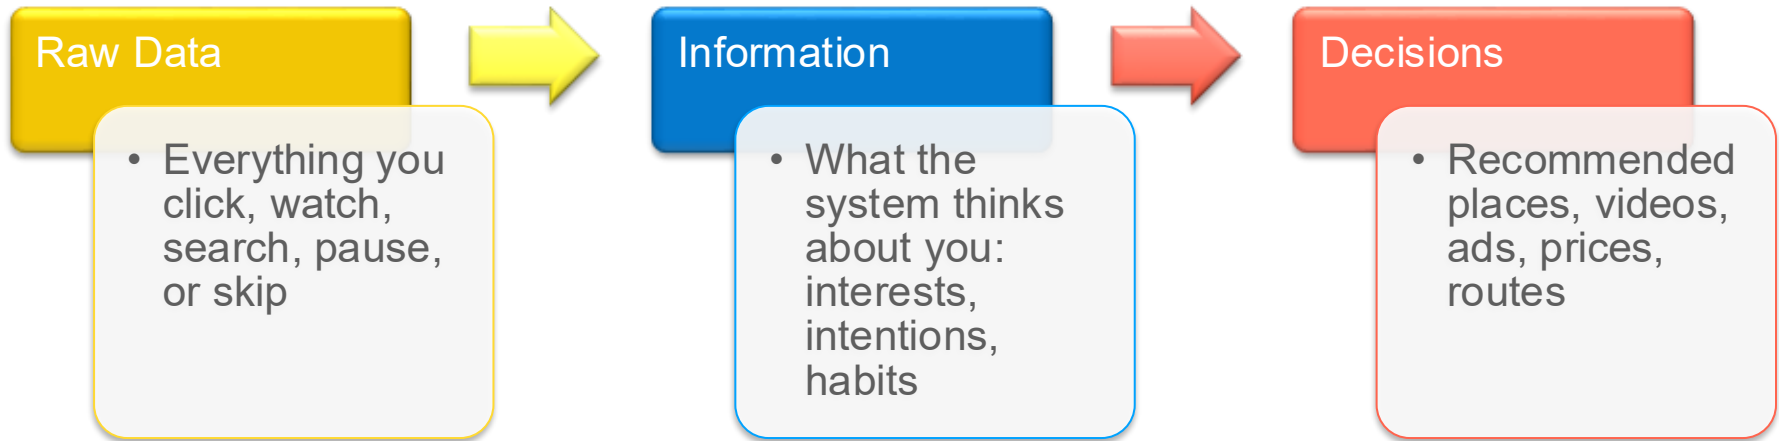 Raw Data
• Everything you
click, watch,
search, pause,
or skip
Information
• What the
system thinks
about you:
interests,
intentions,
habits
Decisions
• Recommended
places, videos,
ads, prices,
routes